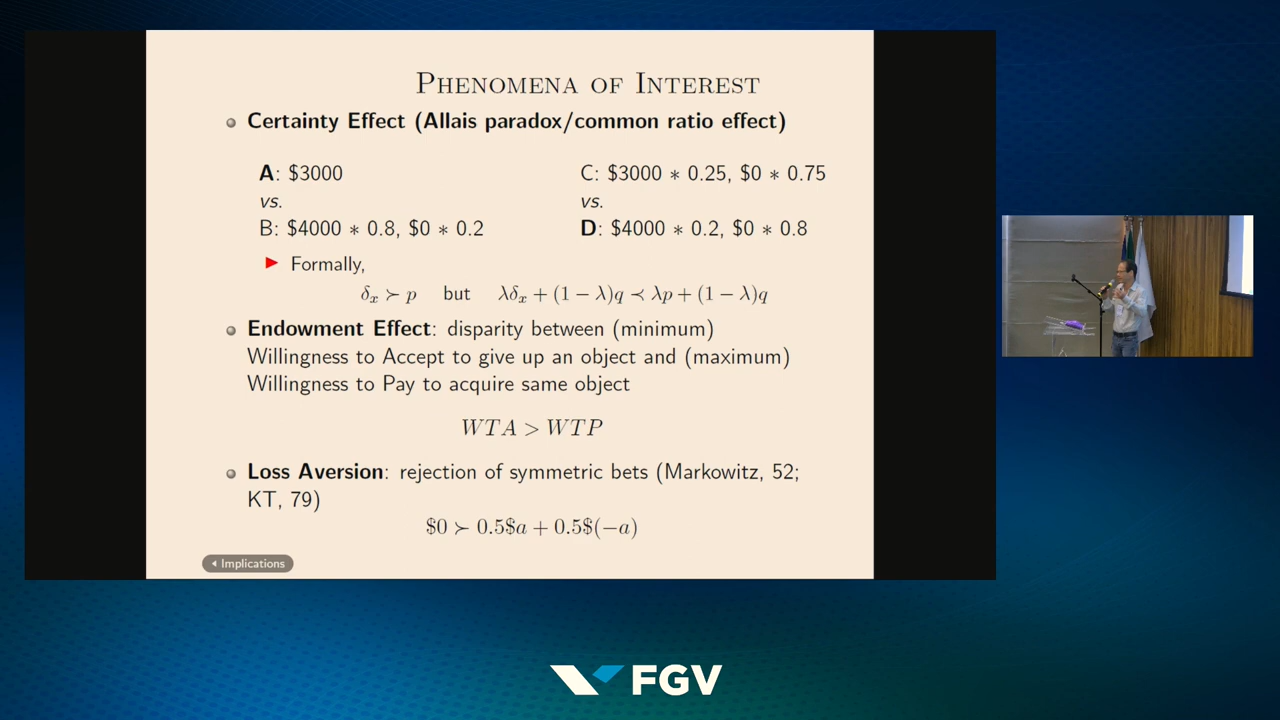 Phenomena of Interest
Certainty Effect (Allais paradox/common ratio effect)
A: $3000
vs.
B: $4000 ∗ 0.8, $0 ∗ 0.2
C: $3000 ∗ 0.25, $0 ∗ 0.75
vs.
D: $4000 ∗ 0.2, $0 ∗ 0.8
Formally,
δx ≻ p but λδx + (1 − λ)q ≺ λp + (1 − λ)q
Endowment Effect: disparity between (minimum)
Willingness to Accept to give up an object and (maximum)
Willingness to Pay to acquire same object
WTA > WTP
Loss Aversion: rejection of symmetric bets (Markowitz, 52;
KT, 79)
$0 ≻ 0.5$a + 0.5$(−a)
Implications
FGV